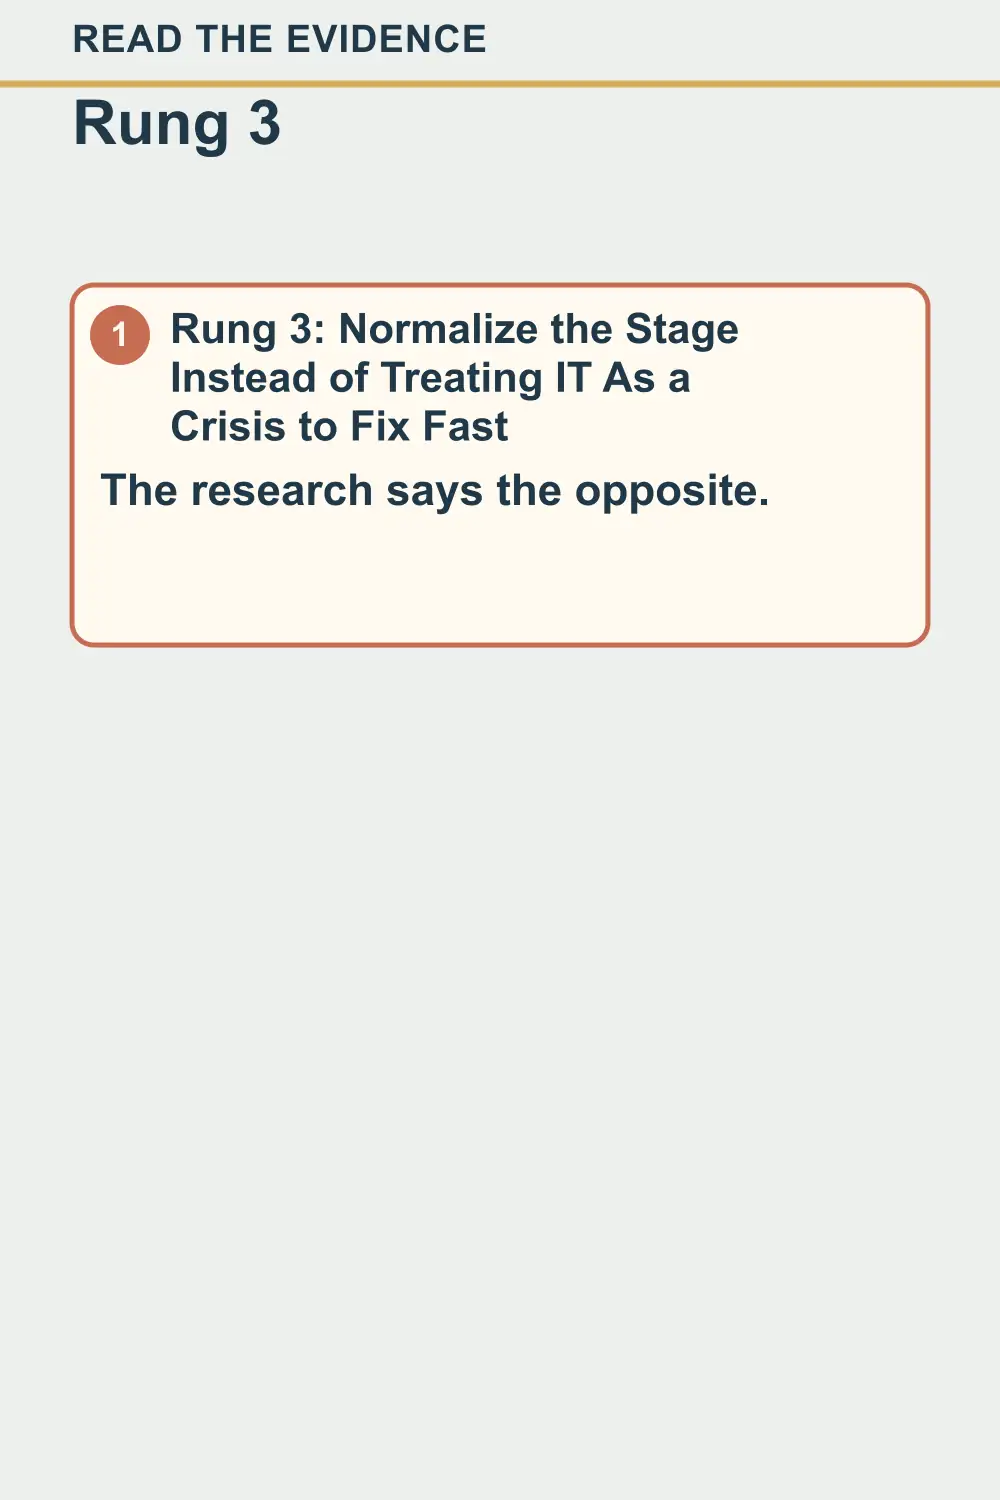 READ THE EVIDENCE
Rung 3
1
Rung 3: Normalize the Stage
Instead of Treating IT As a
Crisis to Fix Fast
The research says the opposite.